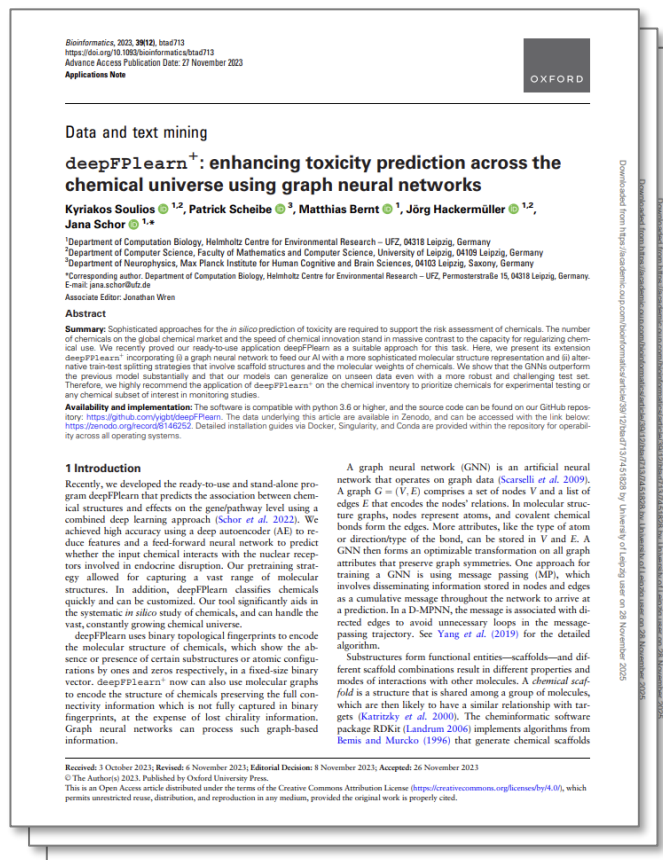 Bioinformatics, 2023, 39(12), btad713
https://doi.org/10.1093/bioinformatics/btad713
Advance Access Publication Date: 27 November 2023
Applications Note
OXFORD
Data and text mining
deepFPlearn+: enhancing toxicity prediction across the
chemical universe using graph neural networks
Kyriakos Soulios 1,2, Patrick Scheibe 3, Matthias Bernt 1, Jörg Hackermüller 1,2,
Jana Schor 1,*
1Department of Computation Biology, Helmholtz Centre for Environmental Research – UFZ, 04318 Leipzig, Germany
2Department of Computer Science, Faculty of Mathematics and Computer Science, University of Leipzig, 04109 Leipzig, Germany
3Department of Neurophysics, Max Planck Institute for Human Cognitive and Brain Sciences, 04103 Leipzig, Saxony, Germany
*Corresponding author. Department of Computation Biology, Helmholtz Centre for Environmental Research – UFZ, Permoserstraße 15, 04318 Leipzig, Germany.
E-mail: jana.schor@ufz.de
Associate Editor: Jonathan Wren
Abstract
Summary: Sophisticated approaches for the in silico prediction of toxicity are required to support the risk assessment of chemicals. The number
of chemicals on the global chemical market and the speed of chemical innovation stand in massive contrast to the capacity for regularizing chem-
ical use. We recently proved our ready-to-use application deepFPlearn as a suitable approach for this task. Here, we present its extension
deepFPlearn+ incorporating (i) a graph neural network to feed our AI with a more sophisticated molecular structure representation and (ii) alter-
native train-test splitting strategies that involve scaffold structures and the molecular weights of chemicals. We show that the GNNs outperform
the previous model substantially and that our models can generalize on unseen data even with a more robust and challenging test set.
Therefore, we highly recommend the application of deepFPlearn+ on the chemical inventory to prioritize chemicals for experimental testing or
any chemical subset of interest in monitoring studies.
Availability and implementation: The software is compatible with python 3.6 or higher, and the source code can be found on our GitHub repos-
itory: https://github.com/yigbt/deepFPlearn. The data underlying this article are available in Zenodo, and can be accessed with the link below:
https://zenodo.org/record/8146252. Detailed installation guides via Docker, Singularity, and Conda are provided within the repository for operabil-
ity across all operating systems.
1 Introduction
Recently, we developed the ready-to-use and stand-alone pro-
gram deepFPlearn that predicts the association between chem-
ical structures and effects on the gene/pathway level using a
combined deep learning approach (Schor et al. 2022). We
achieved high accuracy using a deep autoencoder (AE) to re-
duce features and a feed-forward neural network to predict
whether the input chemical interacts with the nuclear recep-
tors involved in endocrine disruption. Our pretraining strat-
egy allowed for capturing a vast range of molecular
structures. In addition, deepFPlearn classifies chemicals
quickly and can be customized. Our tool significantly aids in
the systematic in silico study of chemicals, and can handle the
vast, constantly growing chemical universe.
deepFPlearn uses binary topological fingerprints to encode
the molecular structure of chemicals, which show the ab-
sence or presence of certain substructures or atomic configu-
rations by ones and zeros respectively, in a fixed-size binary
vector. deepFPlearn+ now can also use molecular graphs
to encode the structure of chemicals preserving the full con-
nectivity information which is not fully captured in binary
fingerprints, at the expense of lost chirality information.
Graph neural networks can process such graph-based
information.
A graph neural network (GNN) is an artificial neural
network that operates on graph data (Scarselli et al. 2009).
A graph G = (V, E) comprises a set of nodes V and a list of
edges E that encodes the nodes' relations. In molecular struc-
ture graphs, nodes represent atoms, and covalent chemical
bonds form the edges. More attributes, like the type of atom
or direction/type of the bond, can be stored in V and E. A
GNN then forms an optimizable transformation on all graph
attributes that preserve graph symmetries. One approach for
training a GNN is using message passing (MP), which
involves disseminating information stored in nodes and edges
as a cumulative message throughout the network to arrive at
a prediction. In a D-MPNN, the message is associated with di-
rected edges to avoid unnecessary loops in the message-
passing trajectory. See Yang et al. (2019) for the detailed
algorithm.
Substructures form functional entities—scaffolds—and dif-
ferent scaffold combinations result in different properties and
modes of interactions with other molecules. A chemical scaf-
fold is a structure that is shared among a group of molecules,
which are then likely to have a similar relationship with tar-
gets (Katritzky et al. 2000). The cheminformatic software
package RDKit (Landrum 2006) implements algorithms from
Bemis and Murcko (1996) that generate chemical scaffolds
Received: 3 October 2023; Revised: 6 November 2023; Editorial Decision: 8 November 2023; Accepted: 26 November 2023
© The Author(s) 2023. Published by Oxford University Press.
This is an Open Access article distributed under the terms of the Creative Commons Attribution License (https://creativecommons.org/licenses/by/4.0/), which
permits unrestricted reuse, distribution, and reproduction in any medium, provided the original work is properly cited.
Downloaded from https://academic.oup.com/bioinformatics/article/39/12/btad713/7451828 by University of Leipzig user on 28 November 2025